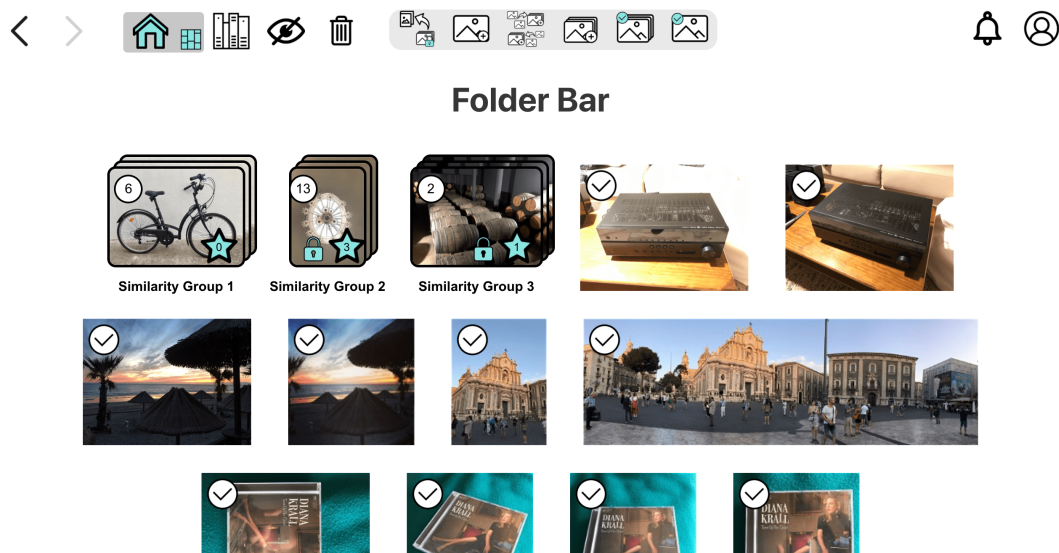 Folder Bar
6
0
13
3
2
1
Similarity Group 1
Similarity Group 2
Similarity Group 3
DIANA
KRALL
DIANA
KRALL
DIANA
KRALL
DIANA
KRALL